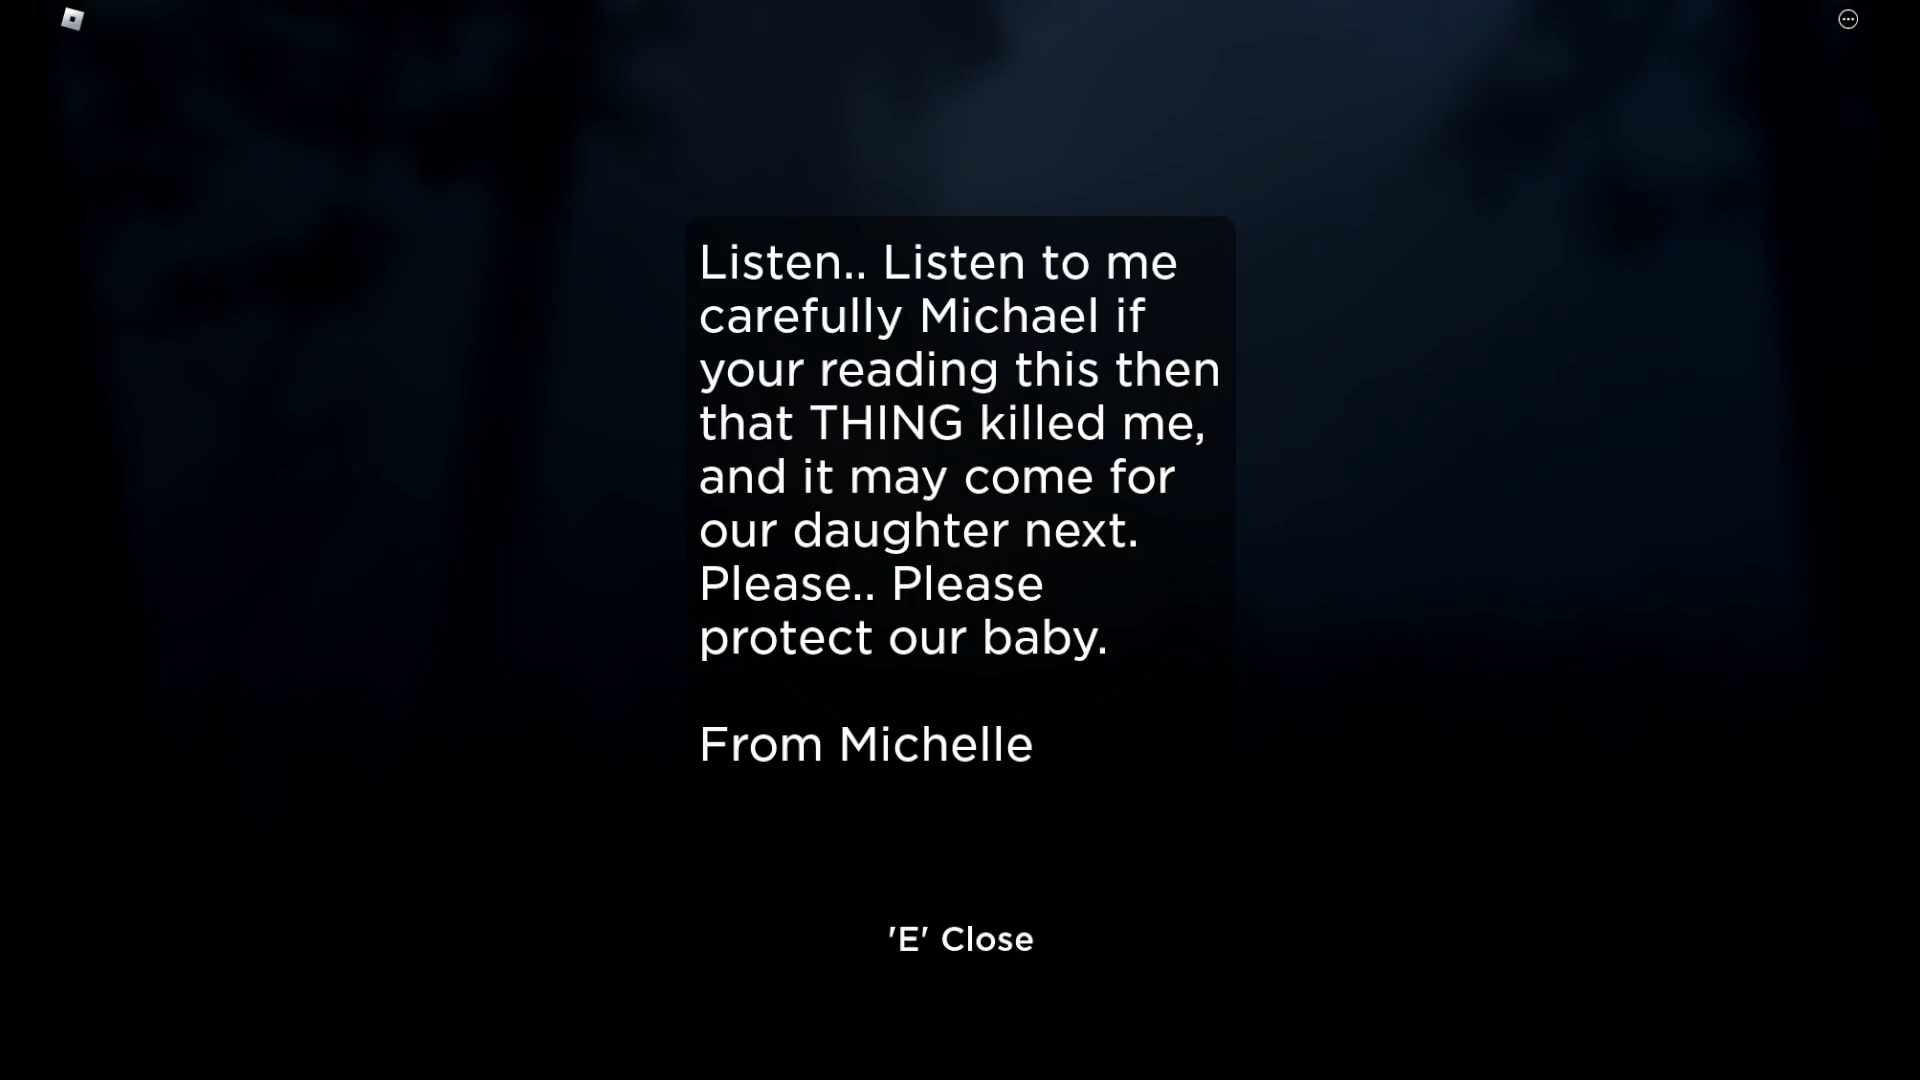 Listen.. Listen to me
carefully Michael if
your reading this then
that THING killed me,
and it may come for
our daughter next.
Please.. Please
protect our baby.
From Michelle
'E' Close